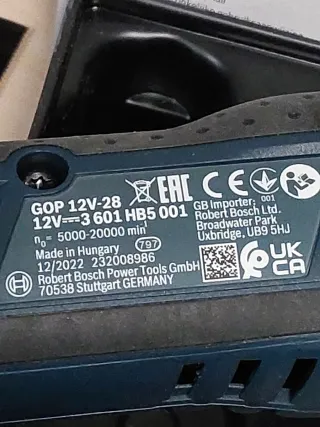 GOP 12V-28
12V⎓3 601 HB5 001
n₀= 5000-20000 min⁻¹
Made in Hungary 797
12/2022 232008986
Robert Bosch Power Tools GmbH
70538 Stuttgart GERMANY
EAC CE 001
GB Importer:
Robert Bosch Ltd.
Broadwater Park
Uxbridge, UB9 5HJ
UK
CA